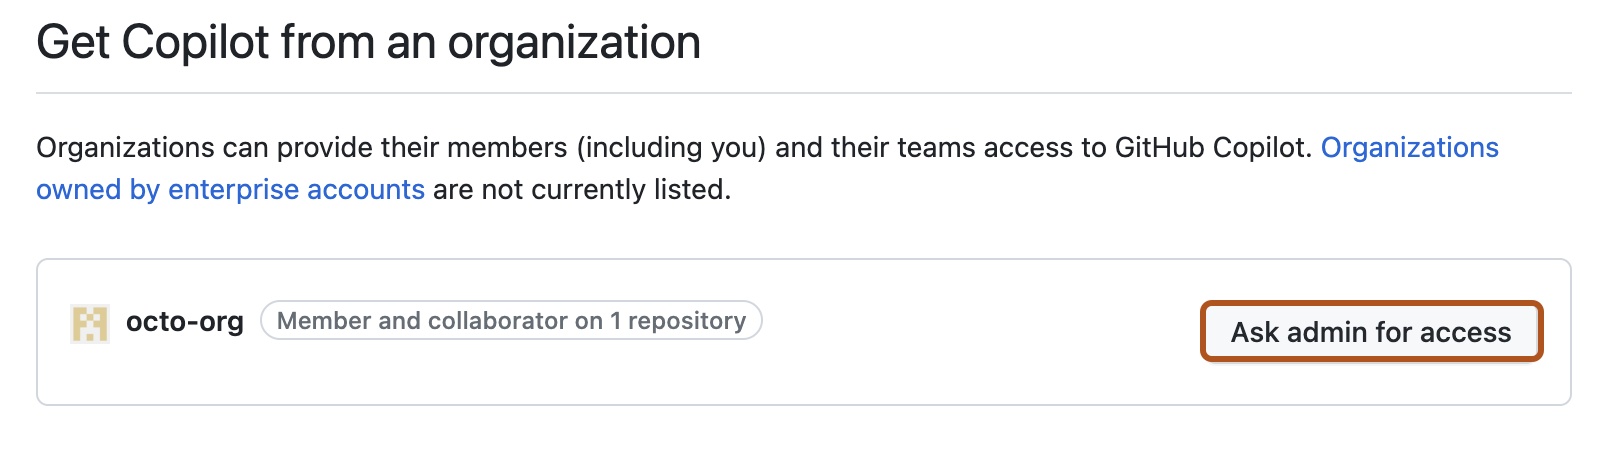 Get Copilot from an organization
Organizations can provide their members (including you) and their teams access to GitHub Copilot. Organizations
owned by enterprise accounts are not currently listed.
octo-org Member and collaborator on 1 repository
Ask admin for access